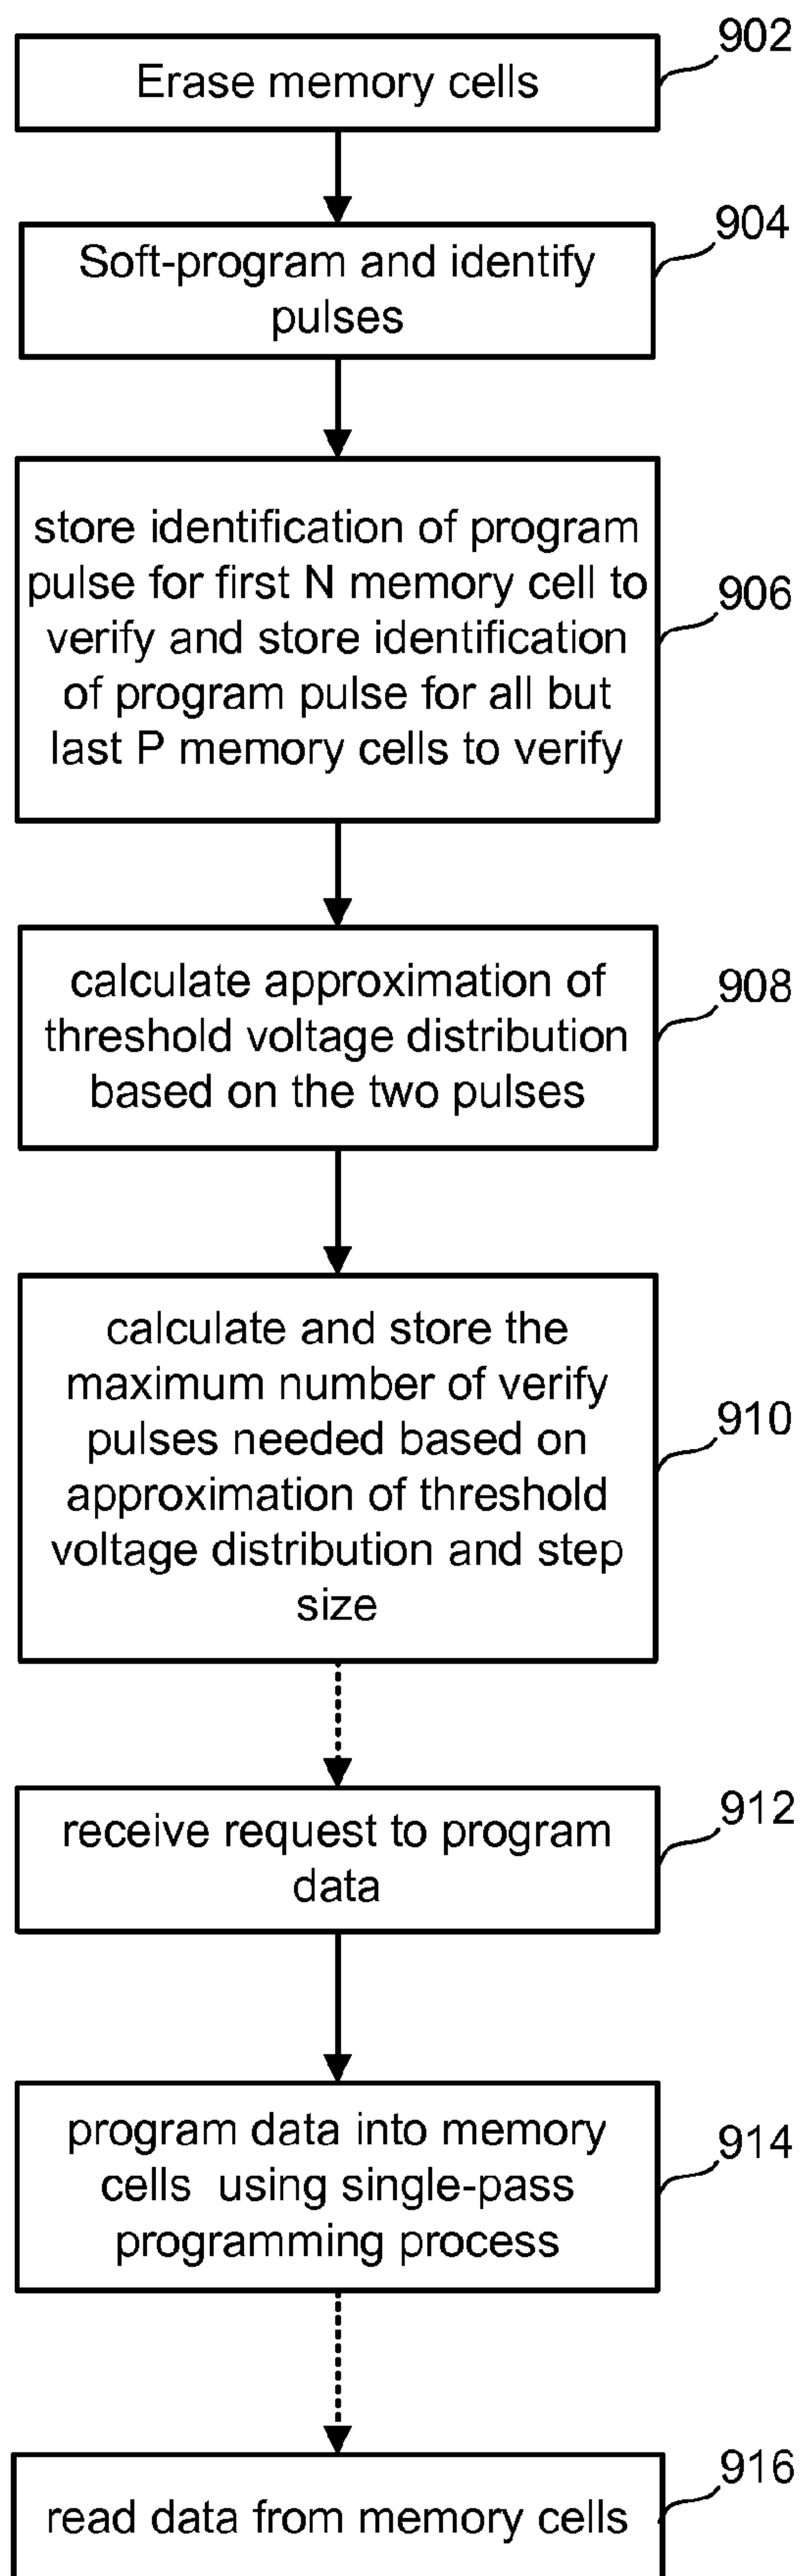 902
Erase memory cells
904
Soft-program and identify
pulses
store identification of program
pulse for first N memory cell to
906
verify and store identification
of program pulse for all but
last P memory cells to verify
calculate approximation of
908
threshold voltage distribution
based on the two pulses
calculate and store the
maximum number of verify
910
pulses needed based on
approximation of threshold
voltage distribution and step
size
912
receive request to program
data
program data into memory
914
cells using single-pass
programming process
916
read data from memory cells